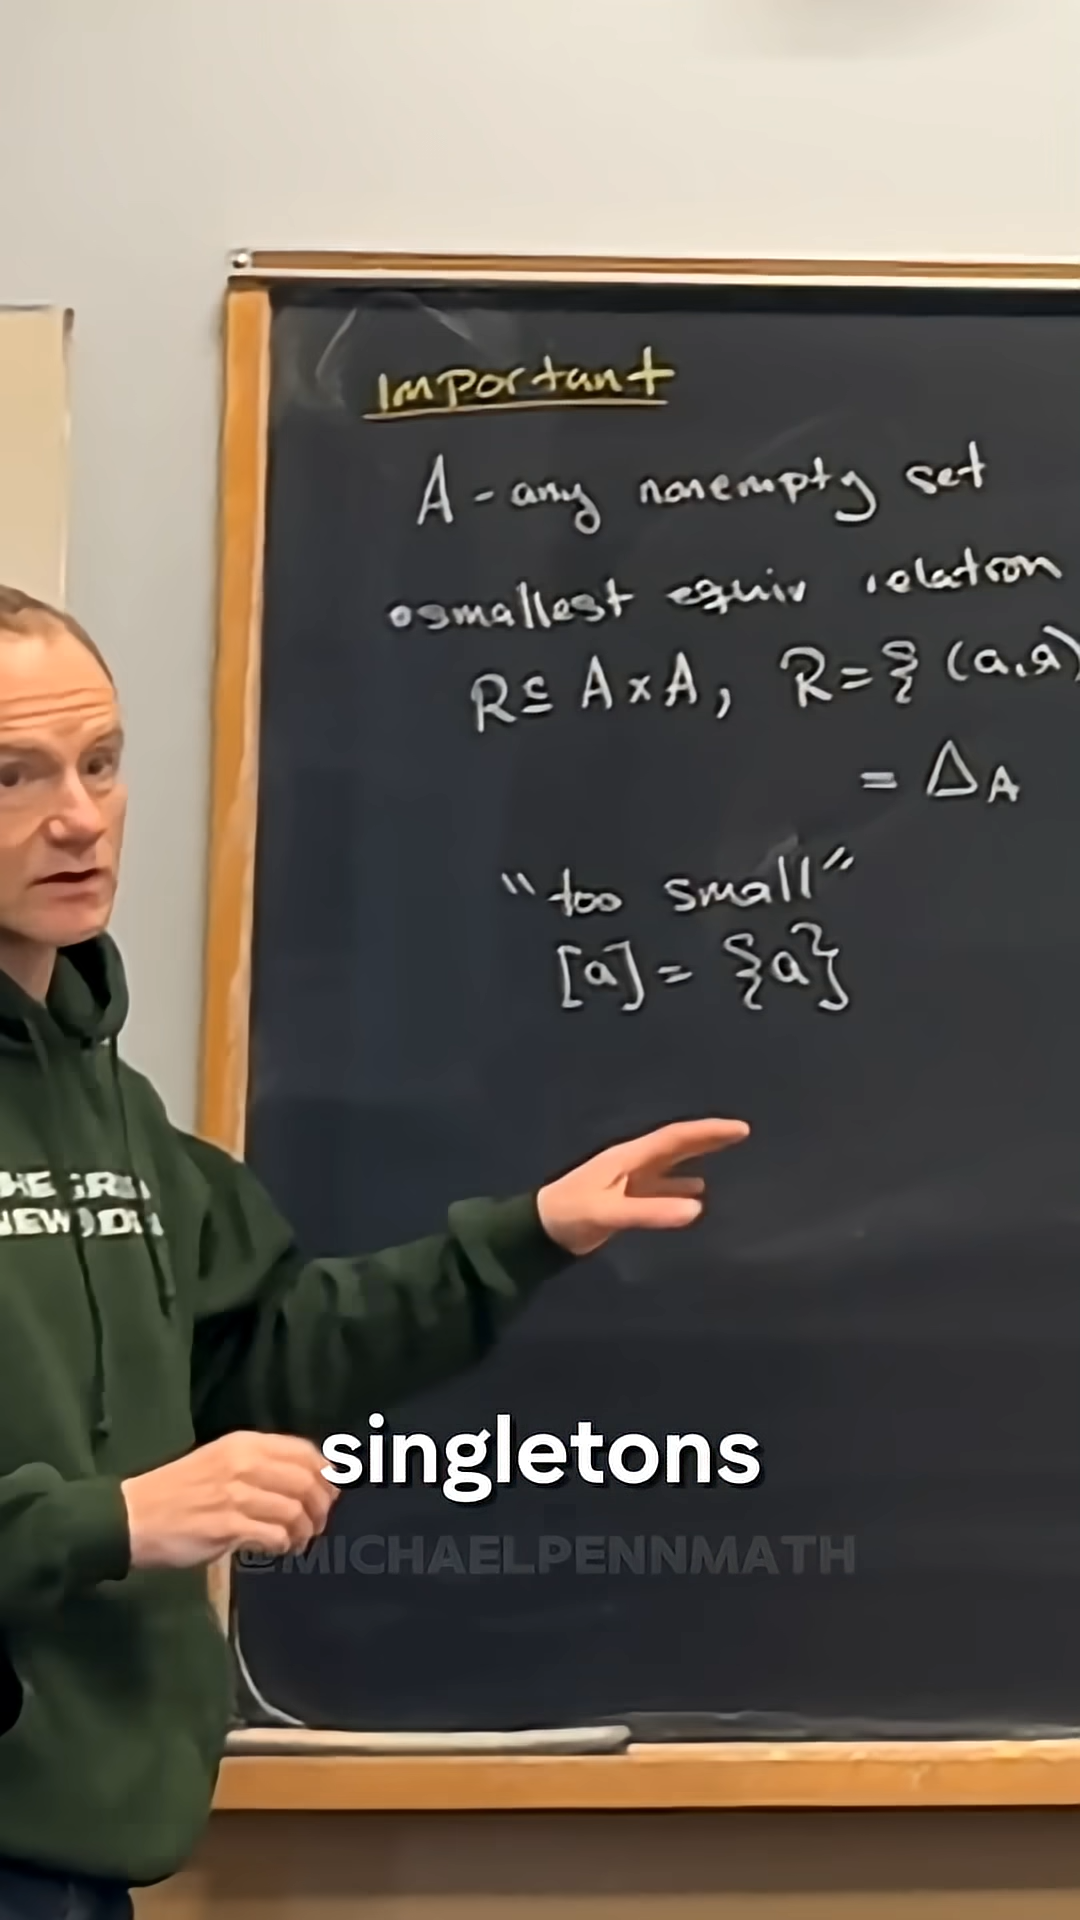 Important
A - any nonempty set
• smallest equiv relation
R ⊆ A × A, R = { (a,a)
= Δ_A
"too small"
[a] = {a}
singletons
@MICHAELPENNMATH